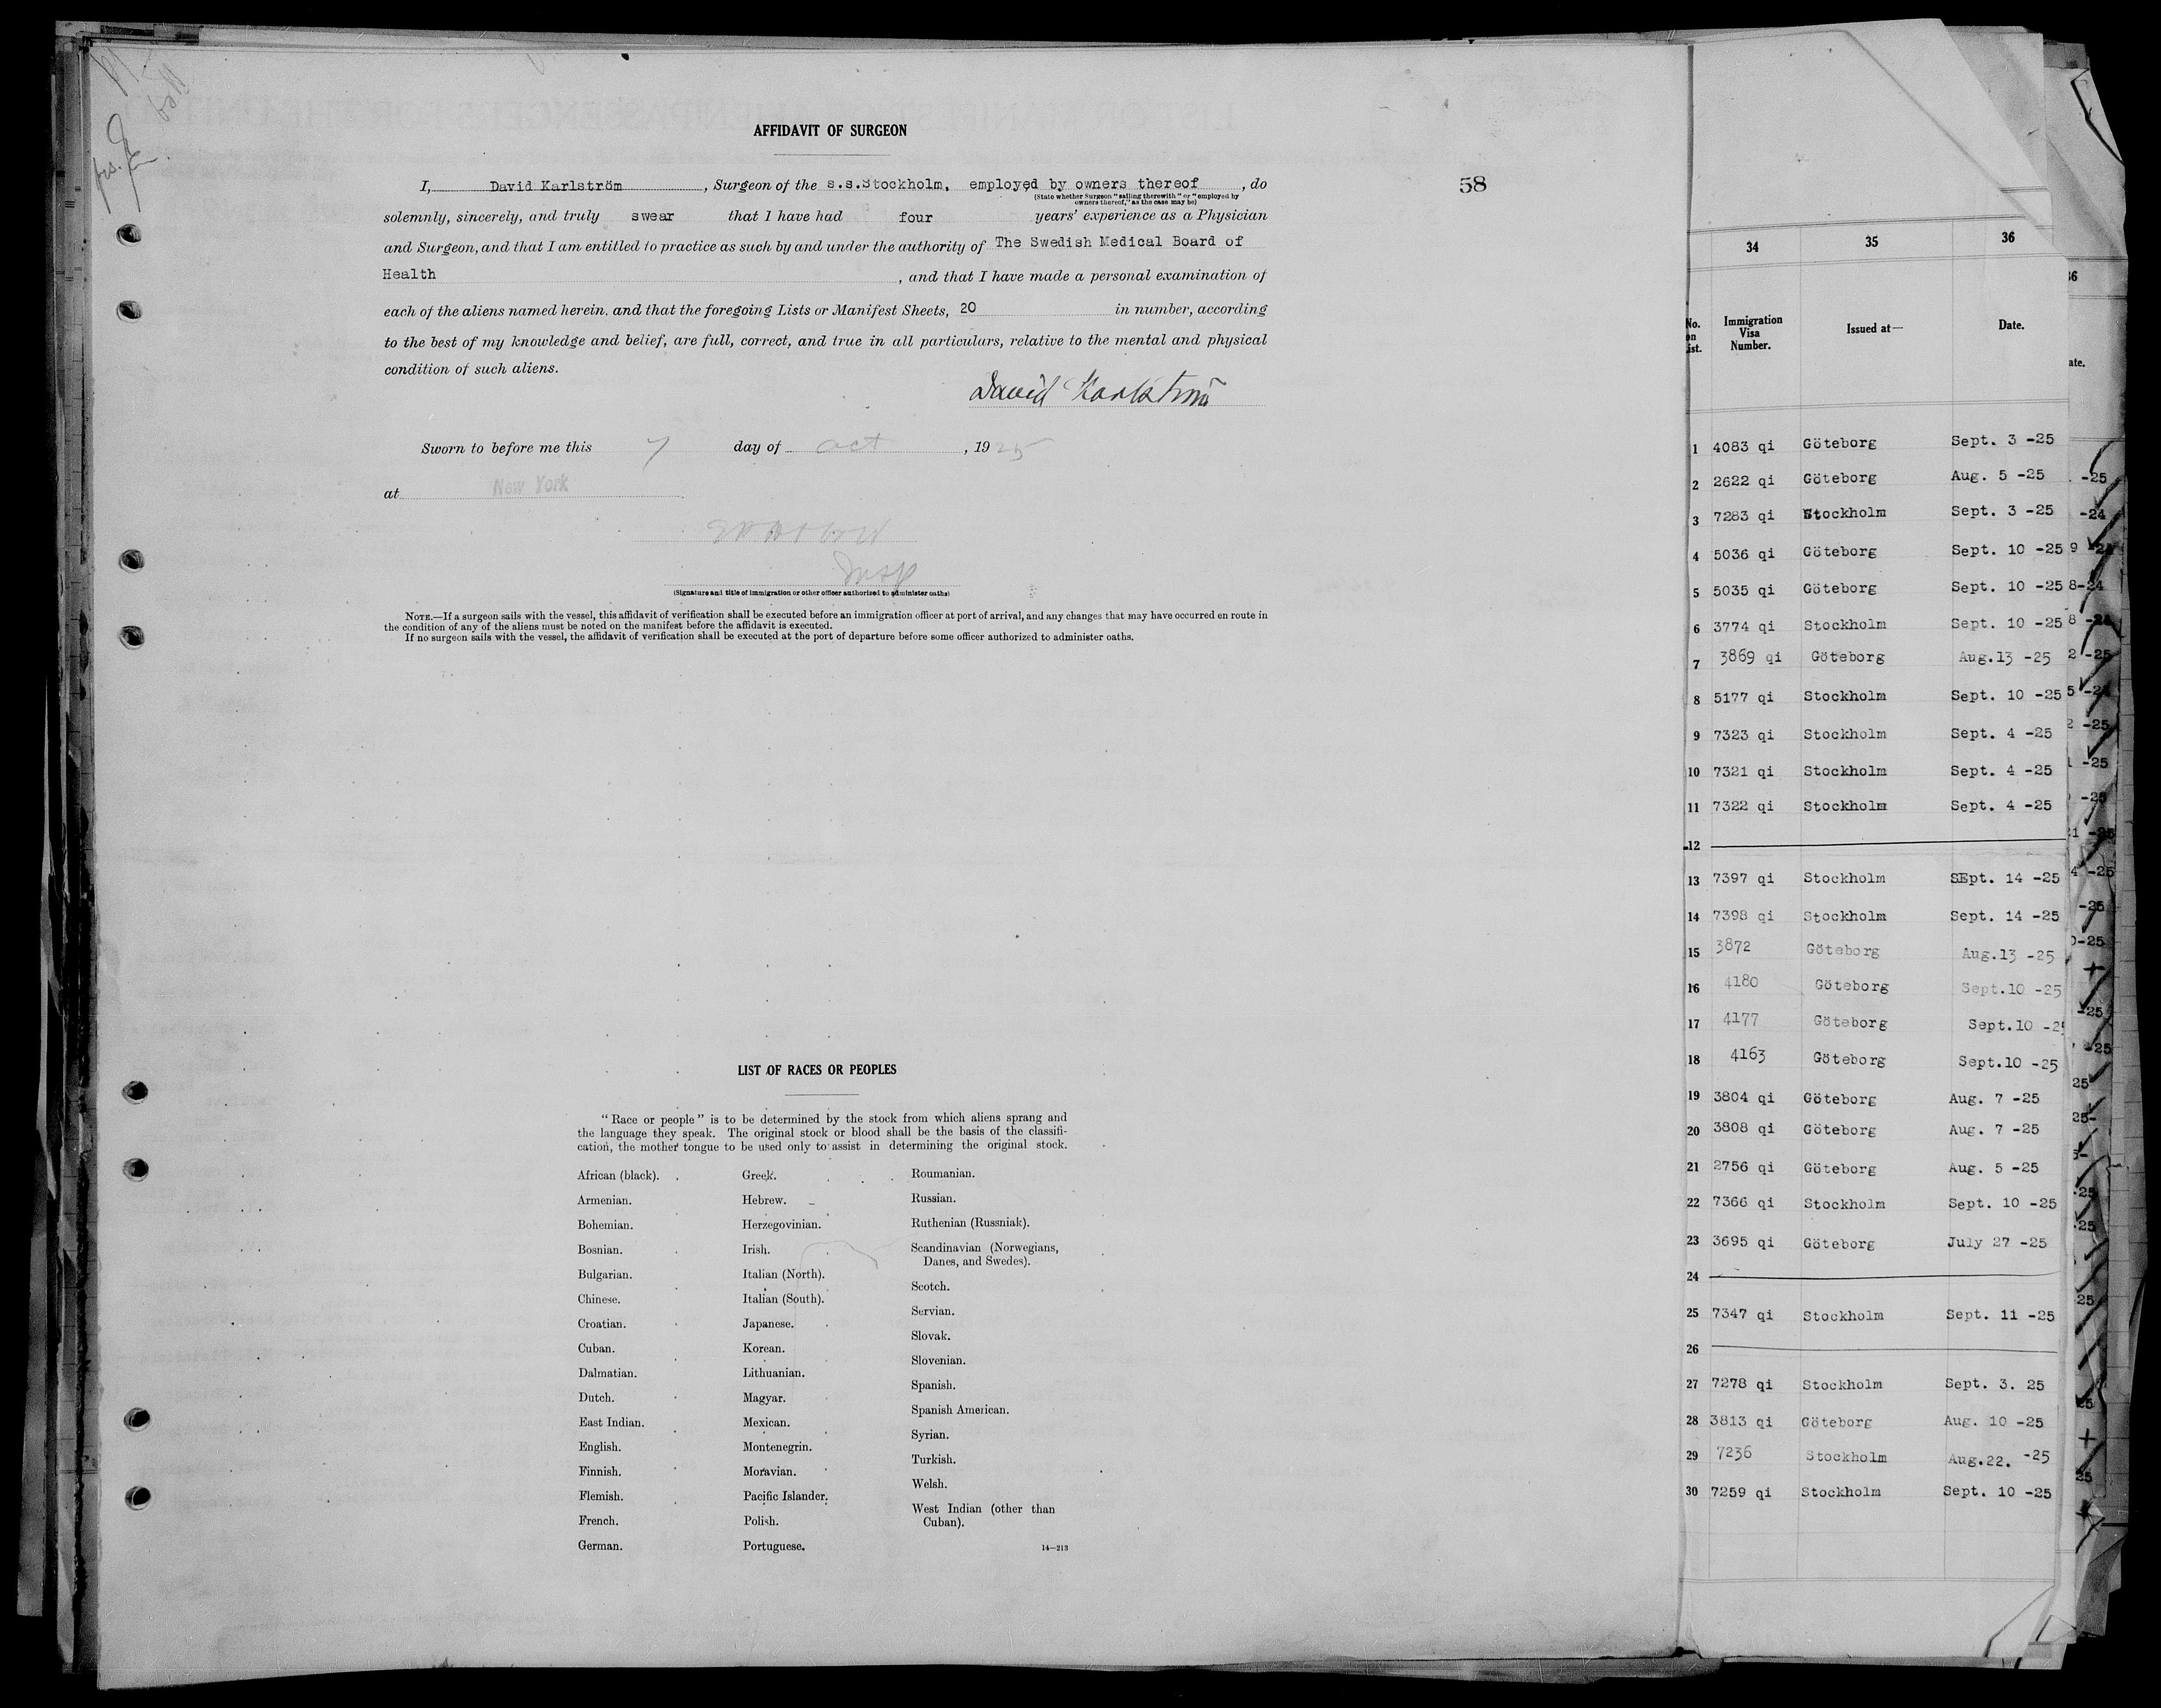 AFFIDAVIT OF SURGEON
I, David Karlström, Surgeon of the s.s.Stockholm, employed by owners thereof, do
(State whether Surgeon "sailing therewith" or "employed by
owners thereof," as the case may be)
58
solemnly, sincerely, and truly swear that I have had four years' experience as a Physician
and Surgeon, and that I am entitled to practice as such by and under the authority of The Swedish Medical Board of
Health, and that I have made a personal examination of
each of the aliens named herein. and that the foregoing Lists or Manifest Sheets, 20 in number, according
to the best of my knowledge and belief, are full, correct, and true in all particulars, relative to the mental and physical
condition of such aliens.
David Karlström
Sworn to before me this 7 day of oct, 1925
at New York
Insp
(Signature and title of immigration or other officer authorized to administer oaths)
NOTE.—If a surgeon sails with the vessel, this affidavit of verification shall be executed before an immigration officer at port of arrival, and any changes that may have occurred en route in
the condition of any of the aliens must be noted on the manifest before the affidavit is executed.
If no surgeon sails with the vessel, the affidavit of verification shall be executed at the port of departure before some officer authorized to administer oaths.
LIST OF RACES OR PEOPLES
"Race or people" is to be determined by the stock from which aliens sprang and
the language they speak. The original stock or blood shall be the basis of the classifi-
cation, the mother tongue to be used only to assist in determining the original stock.
African (black).
Armenian.
Bohemian.
Bosnian.
Bulgarian.
Chinese.
Croatian.
Cuban.
Dalmatian.
Dutch.
East Indian.
English.
Finnish.
Flemish.
French.
German.
Greek.
Hebrew.
Herzegovinian.
Irish.
Italian (North).
Italian (South).
Japanese.
Korean.
Lithuanian.
Magyar.
Mexican.
Montenegrin.
Moravian.
Pacific Islander.
Polish.
Portuguese.
Roumanian.
Russian.
Ruthenian (Russniak).
Scandinavian (Norwegians,
Danes, and Swedes).
Scotch.
Servian.
Slovak.
Slovenian.
Spanish.
Spanish American.
Syrian.
Turkish.
Welsh.
West Indian (other than
Cuban).
14—213
34 35 36
No. on List. Immigration Visa Number. Issued at— Date.
1 4083 qi Göteborg Sept. 3 -25
2 2622 qi Göteborg Aug. 5 -25
3 7283 qi Stockholm Sept. 3 -25
4 5036 qi Göteborg Sept. 10 -25
5 5035 qi Göteborg Sept. 10 -25
6 3774 qi Stockholm Sept. 10 -25
7 3869 qi Göteborg Aug.13 -25
8 5177 qi Stockholm Sept. 10 -25
9 7323 qi Stockholm Sept. 4 -25
10 7321 qi Stockholm Sept. 4 -25
11 7322 qi Stockholm Sept. 4 -25
12
13 7397 qi Stockholm SEpt. 14 -25
14 7398 qi Stockholm Sept. 14 -25
15 3872 Göteborg Aug.13 -25
16 4180 Göteborg Sept.10 -25
17 4177 Göteborg Sept.10 -25
18 4163 Göteborg Sept.10 -25
19 3804 qi Göteborg Aug. 7 -25
20 3808 qi Göteborg Aug. 7 -25
21 2756 qi Göteborg Aug. 5 -25
22 7366 qi Stockholm Sept. 10 -25
23 3695 qi Göteborg July 27 -25
24
25 7347 qi Stockholm Sept. 11 -25
26
27 7278 qi Stockholm Sept. 3. 25
28 3813 qi Göteborg Aug. 10 -25
29 7236 Stockholm Aug.22. -25
30 7259 qi Stockholm Sept. 10 -25